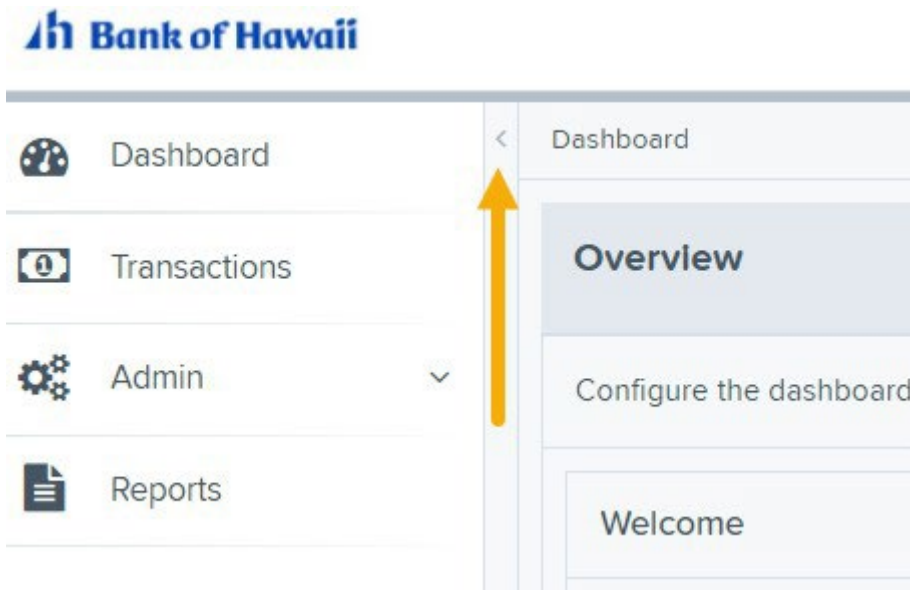 Bank of Hawaii
Dashboard
Transactions
Admin
Reports
Dashboard
Overview
Configure the dashboard
Welcome